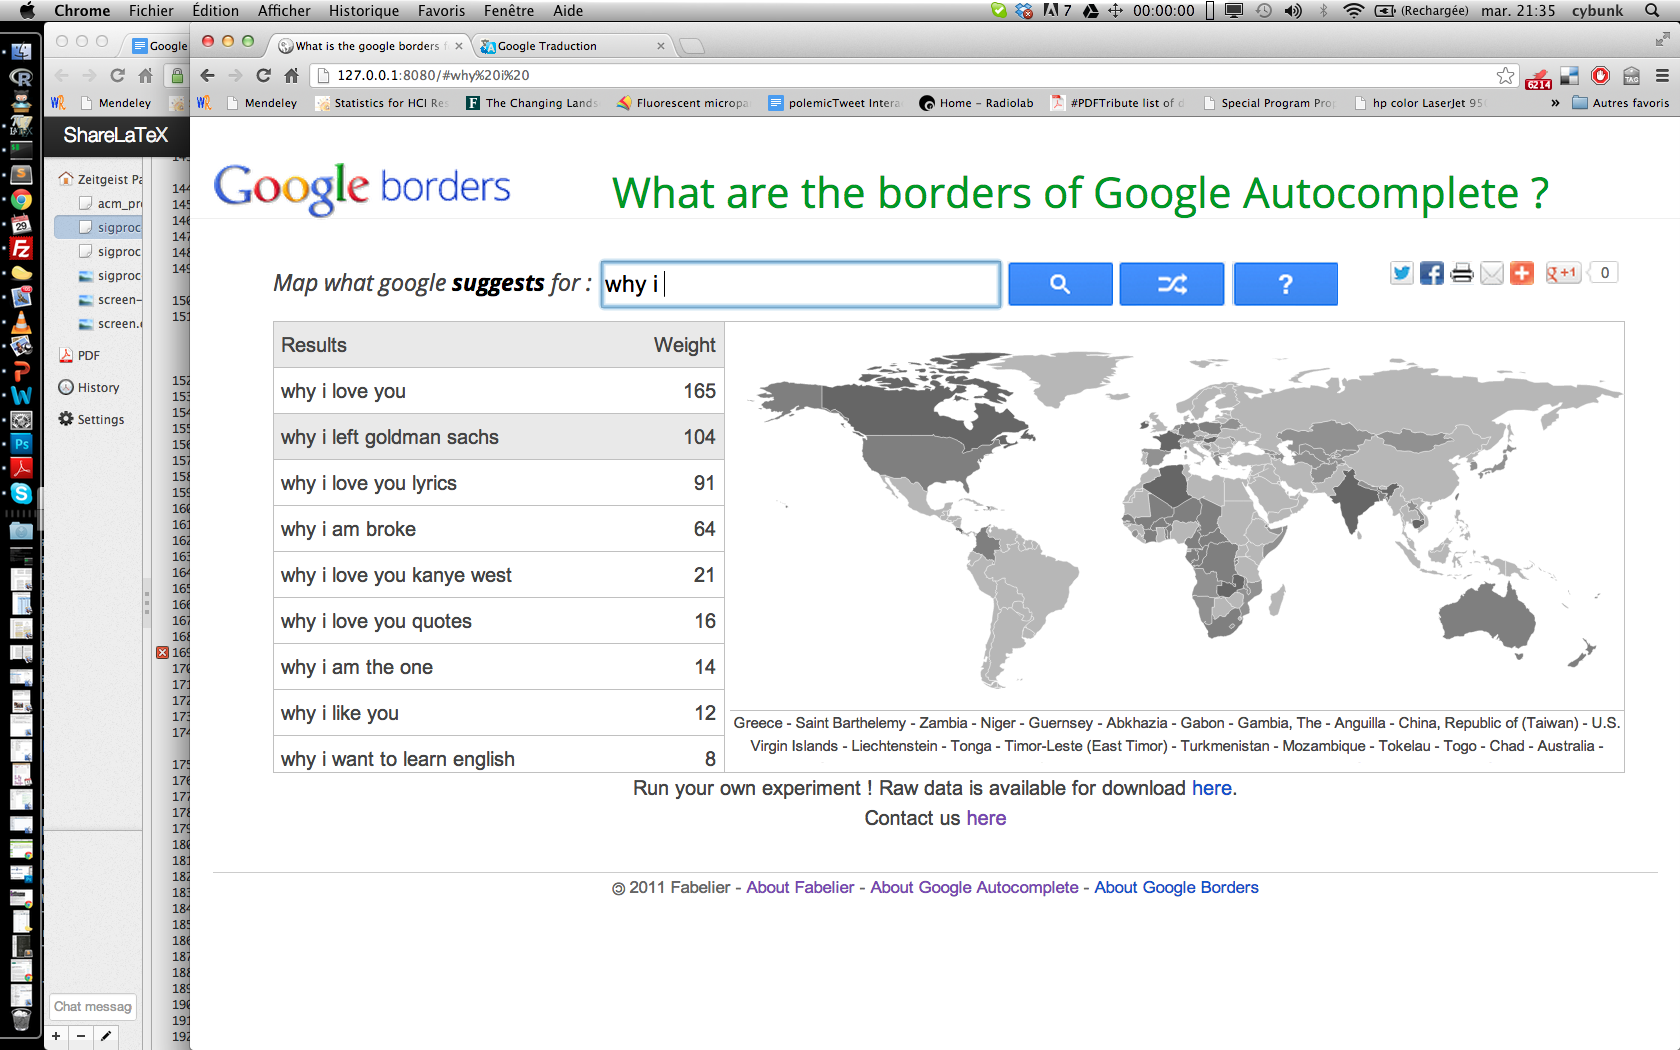 Chrome Fichier Édition Afficher Historique Favoris Fenêtre Aide 7 00:00:00 (Rechargée) mar. 21:35 cybunk
Google
What is the google borders
Google Traduction
127.0.0.1:8080/#why%20i%20
6214
TAG
Mendeley
Mendeley
Statistics for HCI Res
The Changing Lands
Fluorescent micropa
polemicTweet Intera
Home – Radiolab
#PDFTribute list of d
Special Program Pro
hp color LaserJet 95
»
Autres favoris
ShareLaTeX
Zeitgeist Pa
acm_pr
sigproc
sigproc
sigproc
screen–
screen.
PDF
History
Settings
Chat messag
Google borders
What are the borders of Google Autocomplete ?
Map what google suggests for :
why i
?
g +1
0
Results Weight
why i love you 165
why i left goldman sachs 104
why i love you lyrics 91
why i am broke 64
why i love you kanye west 21
why i love you quotes 16
why i am the one 14
why i like you 12
why i want to learn english 8
Greece - Saint Barthelemy - Zambia - Niger - Guernsey - Abkhazia - Gabon - Gambia, The - Anguilla - China, Republic of (Taiwan) - U.S.
Virgin Islands - Liechtenstein - Tonga - Timor-Leste (East Timor) - Turkmenistan - Mozambique - Tokelau - Togo - Chad - Australia -
Run your own experiment ! Raw data is available for download here.
Contact us here
@ 2011 Fabelier - About Fabelier - About Google Autocomplete - About Google Borders